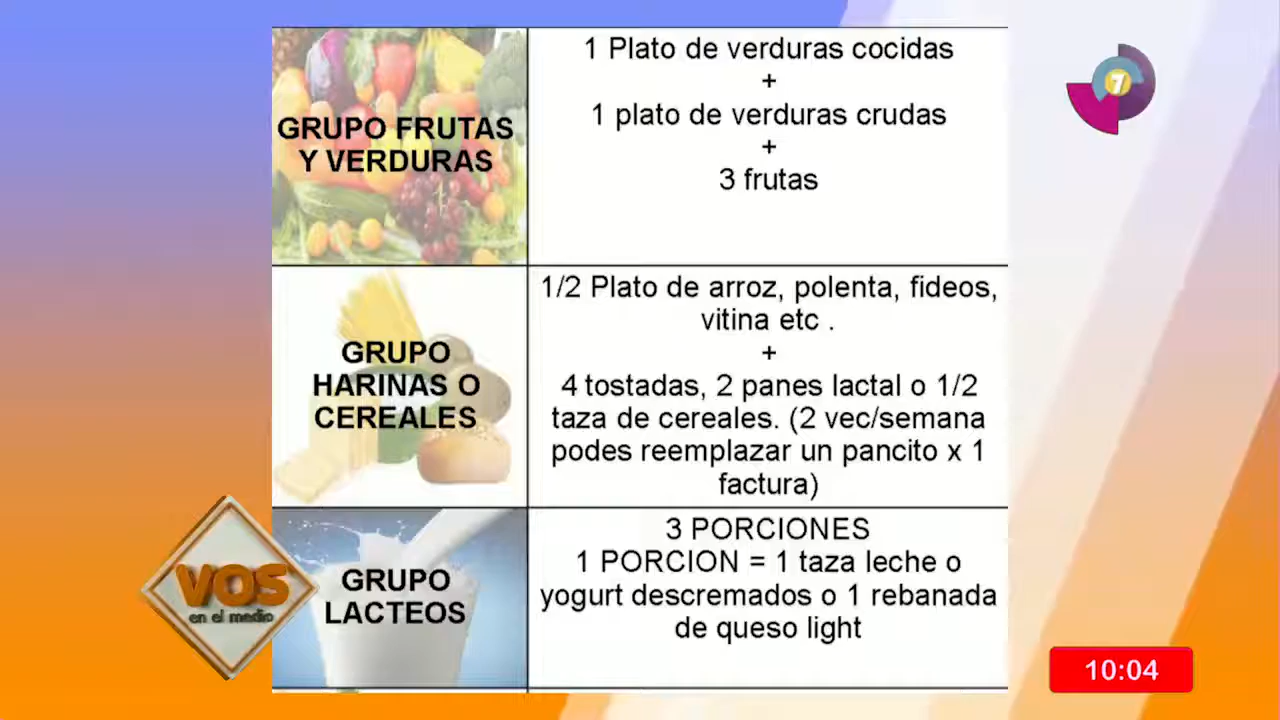 GRUPO FRUTAS
Y VERDURAS
1 Plato de verduras cocidas
+
1 plato de verduras crudas
+
3 frutas
GRUPO
HARINAS O
CEREALES
1/2 Plato de arroz, polenta, fideos,
vitina etc .
+
4 tostadas, 2 panes lactal o 1/2
taza de cereales. (2 vec/semana
podes reemplazar un pancito x 1
factura)
GRUPO
LACTEOS
3 PORCIONES
1 PORCION = 1 taza leche o
yogurt descremados o 1 rebanada
de queso light
7
VOS
en el medio
10:04